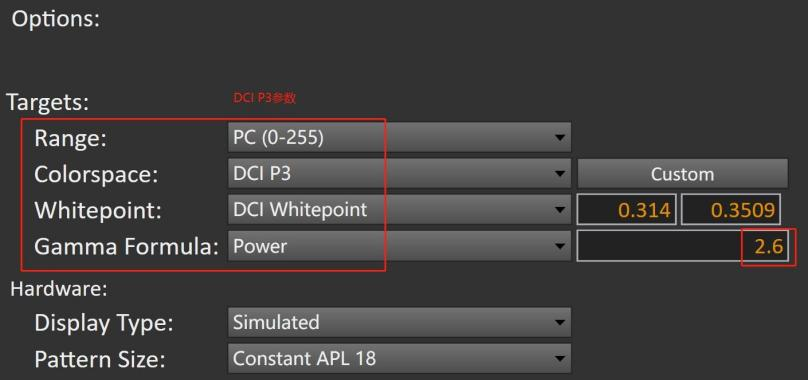 Options:
Targets: DCI P3参数
Range: PC (0-255)
Colorspace: DCI P3 Custom
Whitepoint: DCI Whitepoint 0.314 0.3509
Gamma Formula: Power 2.6
Hardware:
Display Type: Simulated
Pattern Size: Constant APL 18